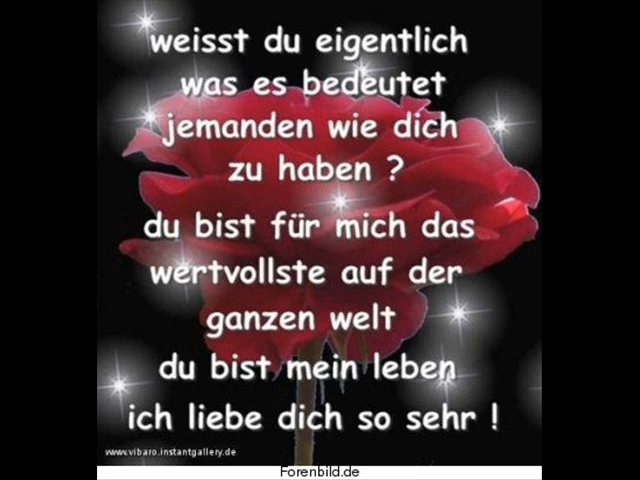 weisst du eigentlich
was es bedeutet
jemanden wie dich
zu haben ?
du bist für mich das
wertvollste auf der
ganzen welt
du bist mein leben
ich liebe dich so sehr !
www.vibaro.instantgallery.de
Forenbild.de